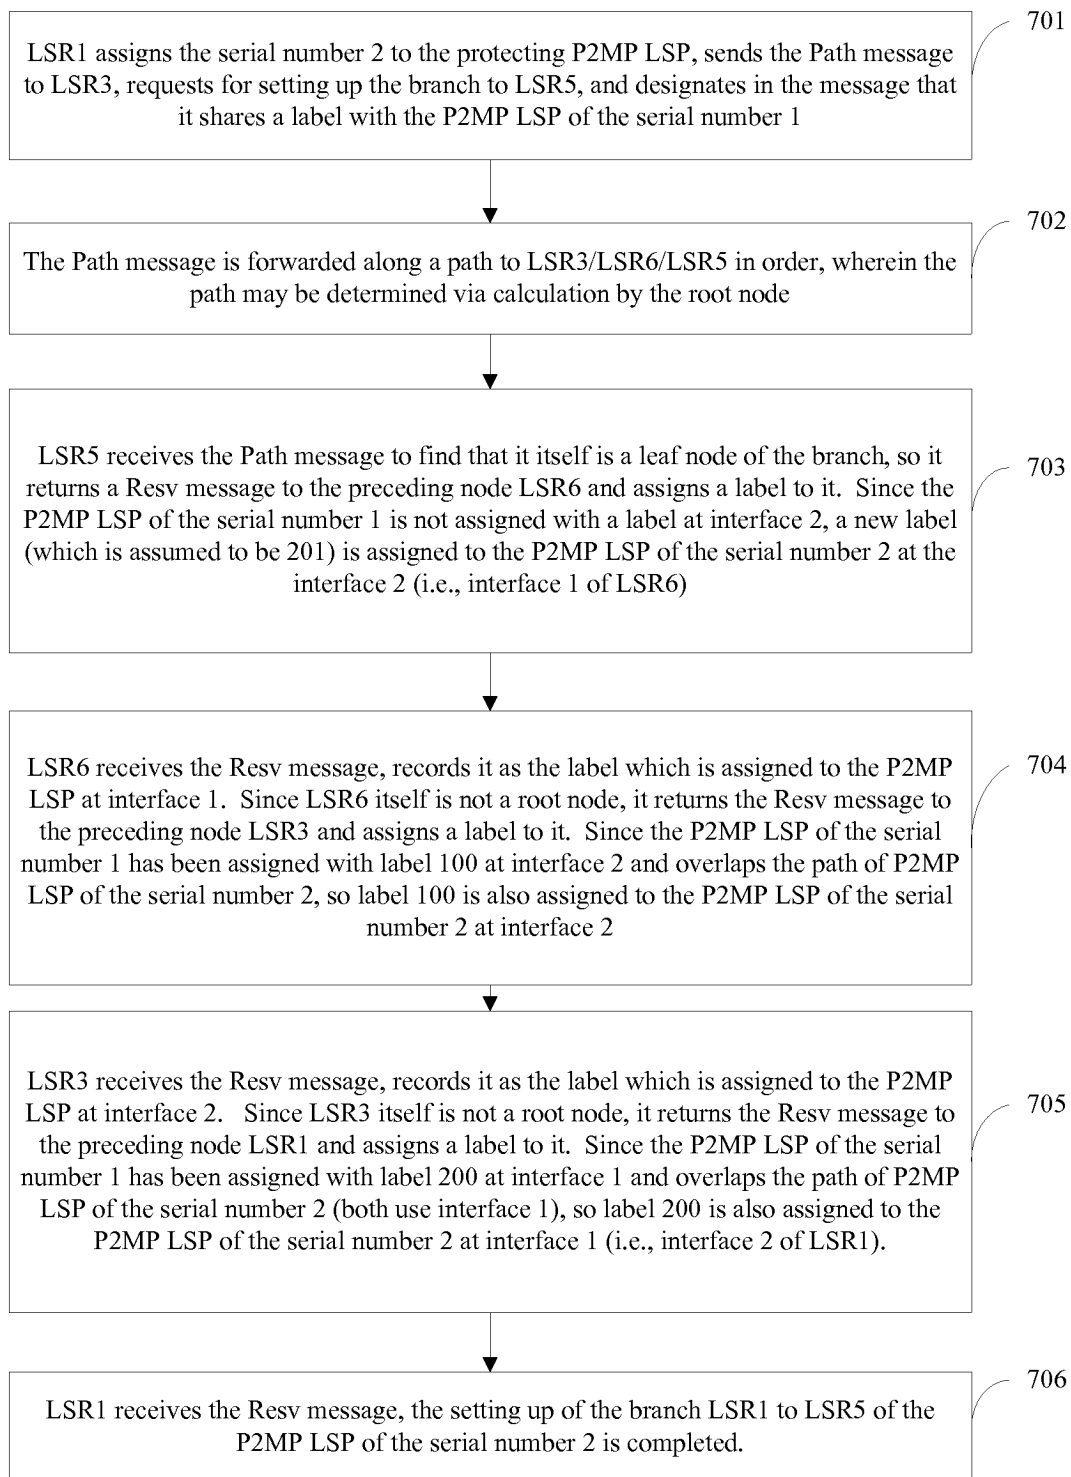 701
LSR1 assigns the serial number 2 to the protecting P2MP LSP, sends the Path message
to LSR3, requests for setting up the branch to LSR5, and designates in the message that
it shares a label with the P2MP LSP of the serial number 1
702
The Path message is forwarded along a path to LSR3/LSR6/LSR5 in order, wherein the
path may be determined via calculation by the root node
703
LSR5 receives the Path message to find that it itself is a leaf node of the branch, so it
returns a Resv message to the preceding node LSR6 and assigns a label to it. Since the
P2MP LSP of the serial number 1 is not assigned with a label at interface 2, a new label
(which is assumed to be 201) is assigned to the P2MP LSP of the serial number 2 at the
interface 2 (i.e., interface 1 of LSR6)
704
LSR6 receives the Resv message, records it as the label which is assigned to the P2MP
LSP at interface 1. Since LSR6 itself is not a root node, it returns the Resv message to
the preceding node LSR3 and assigns a label to it. Since the P2MP LSP of the serial
number 1 has been assigned with label 100 at interface 2 and overlaps the path of P2MP
LSP of the serial number 2, so label 100 is also assigned to the P2MP LSP of the serial
number 2 at interface 2
705
LSR3 receives the Resv message, records it as the label which is assigned to the P2MP
LSP at interface 2. Since LSR3 itself is not a root node, it returns the Resv message to
the preceding node LSR1 and assigns a label to it. Since the P2MP LSP of the serial
number 1 has been assigned with label 200 at interface 1 and overlaps the path of P2MP
LSP of the serial number 2 (both use interface 1), so label 200 is also assigned to the
P2MP LSP of the serial number 2 at interface 1 (i.e., interface 2 of LSR1).
706
LSR1 receives the Resv message, the setting up of the branch LSR1 to LSR5 of the
P2MP LSP of the serial number 2 is completed.